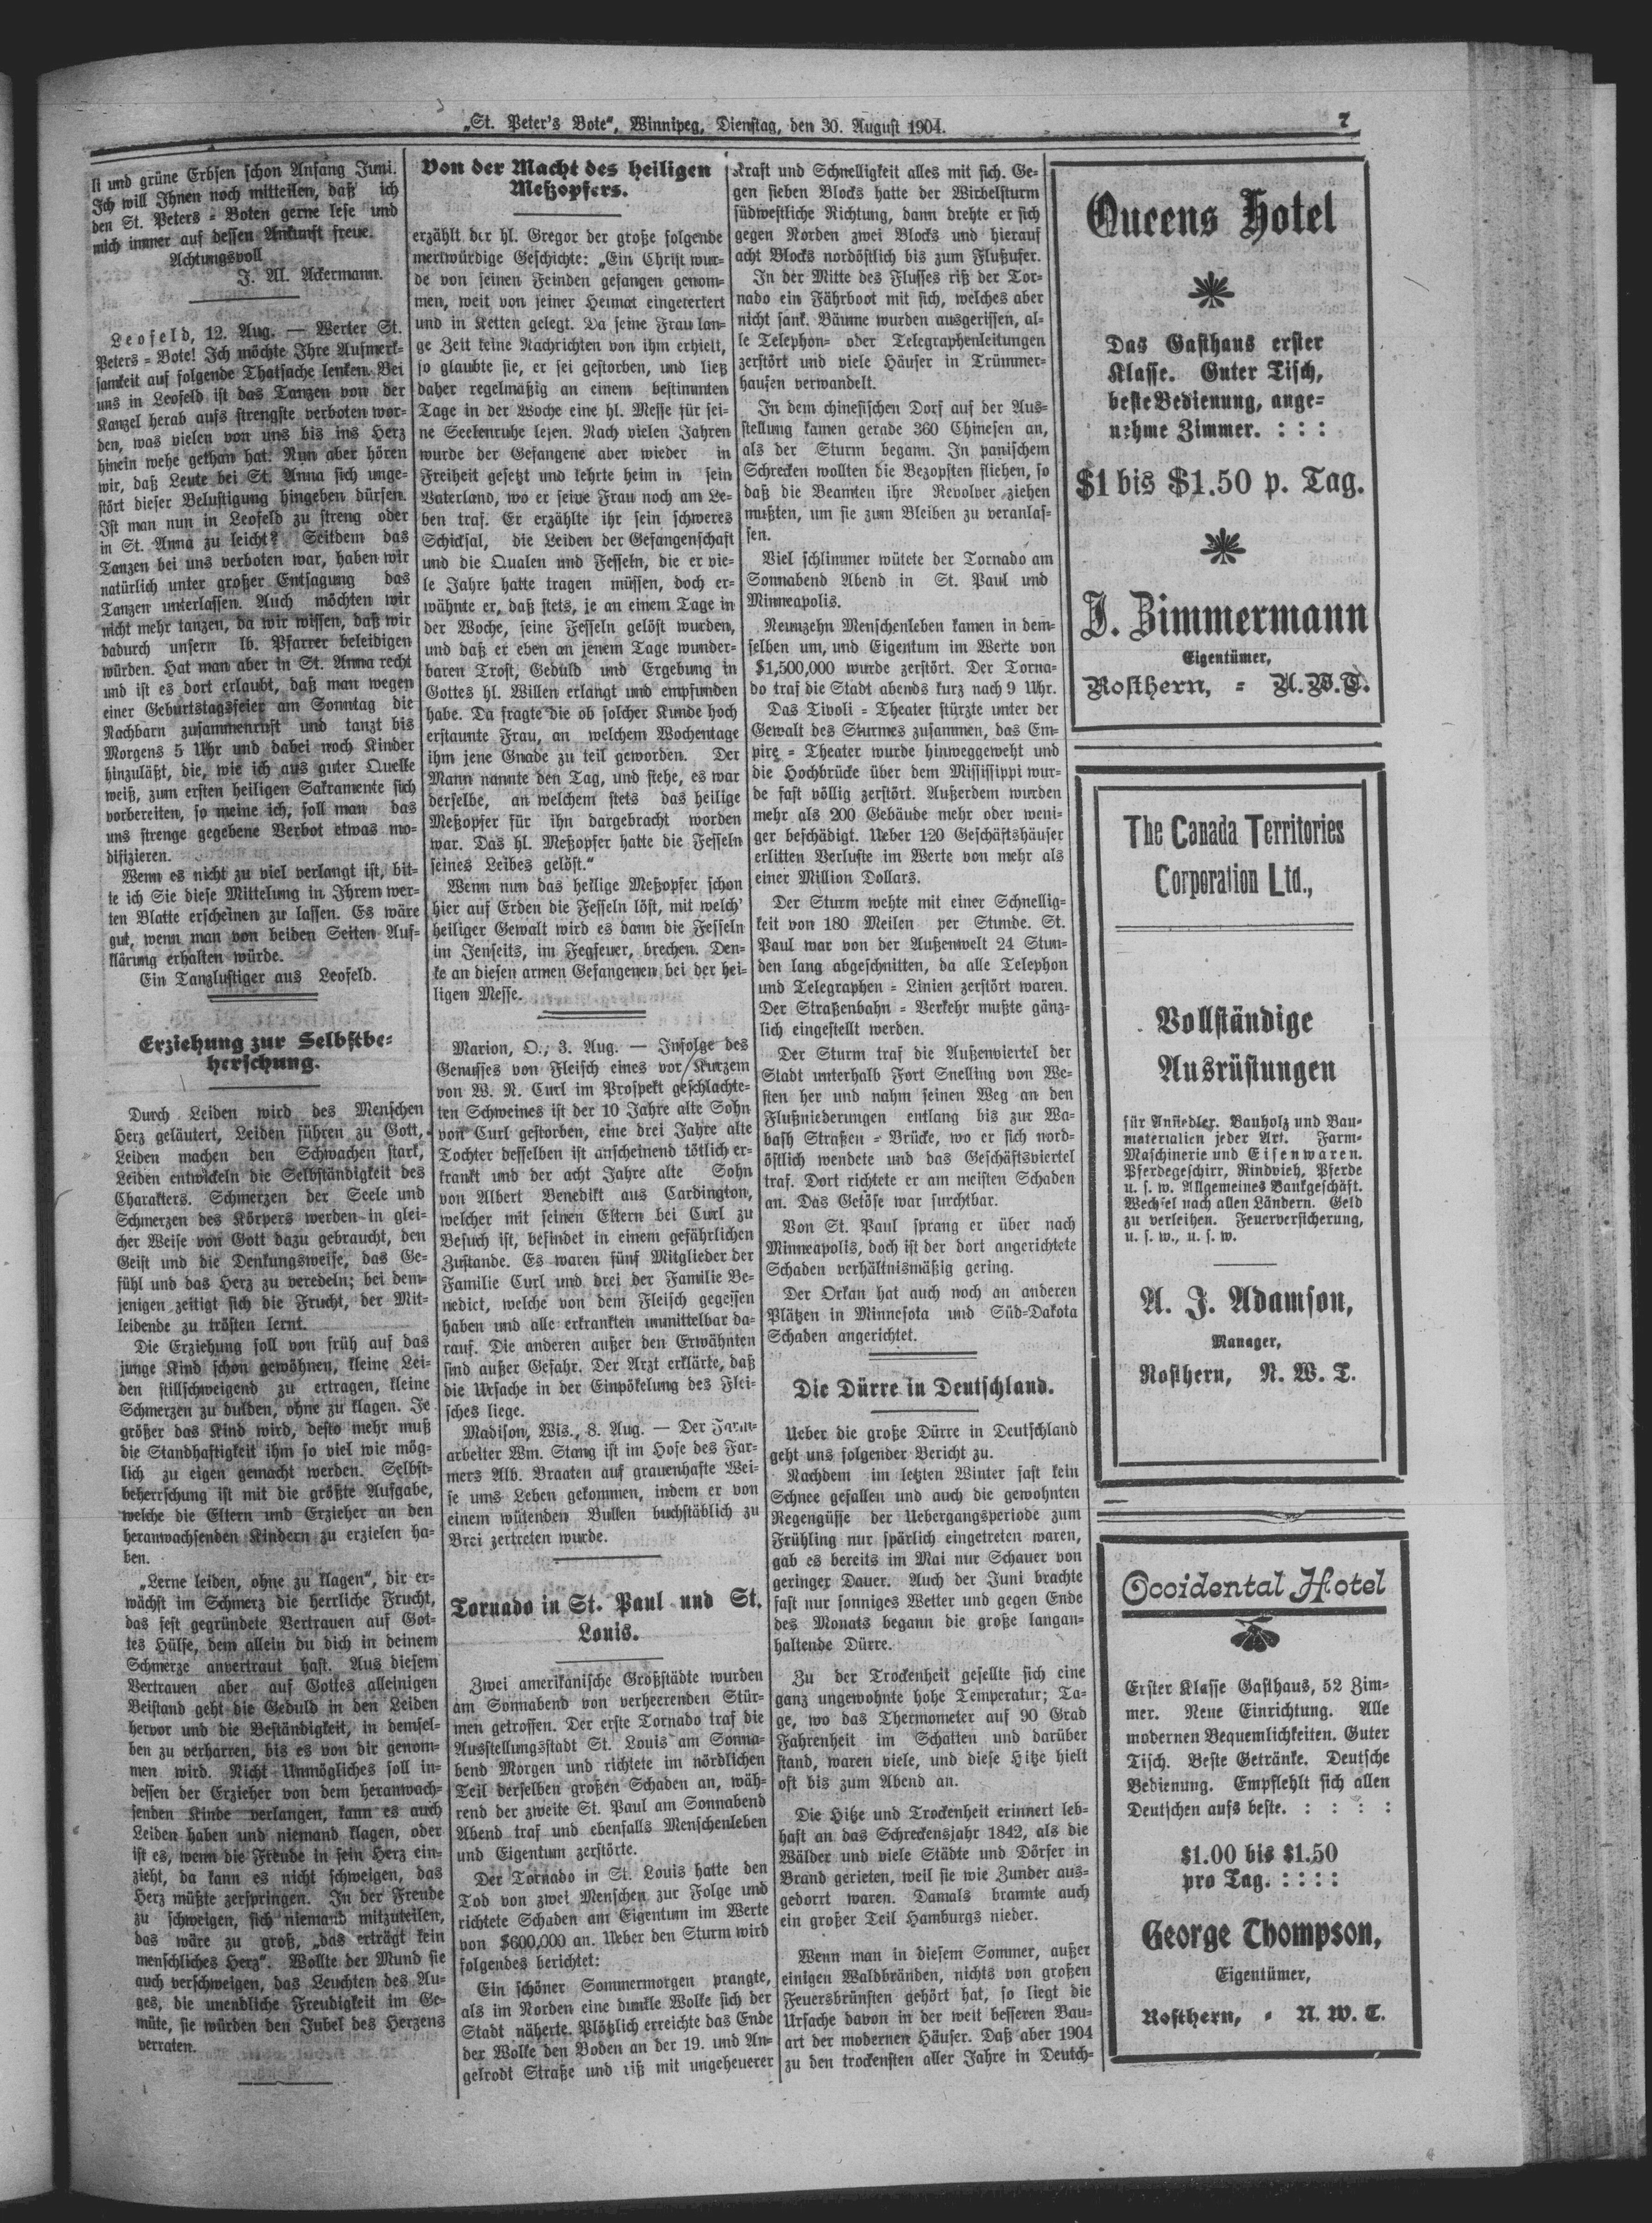 „St. Peter's Bote“, Winnipeg, Dienstag, den 30. August 1904.
7
li und grüne Erbsen schon Anfang Juni.
Ich will Ihnen noch mitteilen, daß ich
den St. Peters = Boten gerne lese und
mich immer auf dessen Ankunft freue.
Achtungsvoll
J. Al. Ackermann.
Leofeld, 12. Aug. — Werter St.
Peters = Bote! Ich möchte Ihre Aufmerk-
samkeit auf folgende Thatsache lenken. Bei
uns in Leofeld ist das Tanzen von der
Kanzel herab aufs strengste verboten wor-
den, was vielen von uns bis ins Herz
hinein wehe gethan hat. Nun aber hören
wir, daß Leute bei St. Anna sich unge-
stört dieser Belustigung hingeben dürfen.
Ist man nun in Leofeld zu streng oder
in St. Anna zu leicht? Seitdem das
Tanzen bei uns verboten war, haben wir
natürlich unter großer Entsagung das
Tanzen unterlassen. Auch möchten wir
nicht mehr tanzen, da wir wissen, daß wir
dadurch unsern lb. Pfarrer beleidigen
würden. Hat man aber in St. Anna recht
und ist es dort erlaubt, daß man wegen
einer Geburtstagsfeier am Sonntag die
Nachbarn zusammenruft und tanzt bis
Morgens 5 Uhr und dabei noch Kinder
hinzuläßt, die, wie ich aus guter Quelle
weiß, zum ersten heiligen Sakramente sich
vorbereiten, so meine ich, soll man das
uns strenge gegebene Verbot etwas mo-
difizieren.
Wenn es nicht zu viel verlangt ist, bit-
te ich Sie diese Mittelung in Ihrem wer-
ten Blatte erscheinen zu lassen. Es wäre
gut, wenn man von beiden Seiten Auf-
klärung erhalten würde.
Ein Tanzlustiger aus Leofeld.
Erziehung zur Selbstbe-
herschung.
Durch Leiden wird des Menschen
Herz geläutert, Leiden führen zu Gott,
Leiden machen den Schwachen stark,
Leiden entwickeln die Selbständigkeit des
Charakters. Schmerzen der Seele und
Schmerzen des Körpers werden in glei-
cher Weise von Gott dazu gebraucht, den
Geist und die Denkungsweise, das Ge-
fühl und das Herz zu veredeln; bei dem-
jenigen zeitigt sich die Frucht, der Mit-
leidende zu trösten lernt.
Die Erziehung soll von früh auf das
junge Kind schon gewöhnen, kleine Lei-
den stillschweigend zu ertragen, kleine
Schmerzen zu dulden, ohne zu klagen. Je
größer das Kind wird, desto mehr muß
die Standhaftigkeit ihm so viel wie mög-
lich zu eigen gemacht werden. Selbst-
beherrschung ist mit die größte Aufgabe,
welche die Eltern und Erzieher an den
heranwachsenden Kindern zu erzielen ha-
ben.
„Lerne leiden, ohne zu klagen“, dir er-
wächst im Schmerz die herrliche Frucht,
das fest gegründete Vertrauen auf Got-
tes Hülfe, dem allein du dich in deinem
Schmerze anvertraut hast. Aus diesem
Vertrauen aber auf Gottes alleinigen
Beistand geht die Geduld in den Leiden
hervor und die Beständigkeit, in demsel-
ben zu verharren, bis es von dir genom-
men wird. Nicht Unmögliches soll in-
dessen der Erzieher von dem heranwach-
senden Kinde verlangen, kann es auch
Leiden haben und niemand klagen, oder
ist es, wenn die Freude in sein Herz ein-
zieht, da kann es nicht schweigen, das
Herz müßte zerspringen. In der Freude
zu schweigen, sich niemand mitzuteilen,
das wäre zu groß, „das erträgt kein
menschliches Herz“. Wollte der Mund sie
auch verschweigen, das Leuchten des Au-
ges, die unendliche Freudigkeit im Ge-
müte, sie würden den Jubel des Herzens
verraten.
Von der Macht des heiligen
Meßopfers.
erzählt der hl. Gregor der große folgende
merkwürdige Geschichte: „Ein Christ wur-
de von seinen Feinden gefangen genom-
men, weit von seiner Heimat eingekerkert
und in Ketten gelegt. Da seine Frau lan-
ge Zeit keine Nachrichten von ihm erhielt,
so glaubte sie, er sei gestorben, und ließ
daher regelmäßig an einem bestimmten
Tage in der Woche eine hl. Messe für sei-
ne Seelenruhe lesen. Nach vielen Jahren
wurde der Gefangene aber wieder in
Freiheit gesetzt und kehrte heim in sein
Vaterland, wo er seine Frau noch am Le-
ben traf. Er erzählte ihr sein schweres
Schicksal, die Leiden der Gefangenschaft
und die Qualen und Fesseln, die er vie-
le Jahre hatte tragen müssen, doch er-
wähnte er, daß stets, je an einem Tage in
der Woche, seine Fesseln gelöst wurden,
und daß er eben an jenem Tage wunder-
baren Trost, Geduld und Ergebung in
Gottes hl. Willen erlangt und empfunden
habe. Da fragte die ob solcher Kunde hoch
erstaunte Frau, an welchem Wochentage
ihm jene Gnade zu teil geworden. Der
Mann nannte den Tag, und siehe, es war
derselbe, an welchem stets das heilige
Meßopfer für ihn dargebracht worden
war. Das hl. Meßopfer hatte die Fesseln
seines Leibes gelöst.“
Wenn nun das heilige Meßopfer schon
hier auf Erden die Fesseln löst, mit welch'
heiliger Gewalt wird es dann die Fesseln
im Jenseits, im Fegfeuer, brechen. Den-
ke an diesen armen Gefangenen bei der hei-
ligen Messe.
Marion, O., 3. Aug. — Infolge des
Genusses von Fleisch eines vor Kurzem
von W. N. Curl im Prospekt geschlachte-
ten Schweines ist der 10 Jahre alte Sohn
von Curl gestorben, eine drei Jahre alte
Tochter desselben ist anscheinend tötlich er-
krankt und der acht Jahre alte Sohn
von Albert Benedikt aus Cardington,
welcher mit seinen Eltern bei Curl zu
Besuch ist, befindet in einem gefährlichen
Zustande. Es waren fünf Mitglieder der
Familie Curl und drei der Familie Be-
nedict, welche von dem Fleisch gegessen
haben und alle erkrankten unmittelbar da-
rauf. Die anderen außer den Erwähnten
sind außer Gefahr. Der Arzt erklärte, daß
die Ursache in der Einpökelung des Flei-
sches liege.
Madison, Wis., 8. Aug. — Der Farm-
arbeiter Wm. Stang ist im Hofe des Far-
mers Alb. Braaten auf grauenhafte Wei-
se ums Leben gekommen, indem er von
einem wütenden Bullen buchstäblich zu
Brei zertreten wurde.
Tornado in St. Paul und St.
Louis.
Zwei amerikanische Großstädte wurden
am Sonnabend von verheerenden Stür-
men getroffen. Der erste Tornado traf die
Ausstellungsstadt St. Louis am Sonna-
bend Morgen und richtete im nördlichen
Teil derselben großen Schaden an, wäh-
rend der zweite St. Paul am Sonnabend
Abend traf und ebenfalls Menschenleben
und Eigentum zerstörte.
Der Tornado in St. Louis hatte den
Tod von zwei Menschen zur Folge und
richtete Schaden am Eigentum im Werte
von $600,000 an. Ueber den Sturm wird
folgendes berichtet:
Ein schöner Sommermorgen prangte,
als im Norden eine dunkle Wolke sich der
Stadt näherte. Plötzlich erreichte das Ende
der Wolke den Boden an der 19. und An-
gelrodt Straße und riß mit ungeheuerer
Kraft und Schnelligkeit alles mit sich. Ge-
gen sieben Blocks hatte der Wirbelsturm
südwestliche Richtung, dann drehte er sich
gegen Norden zwei Blocks und hierauf
acht Blocks nordöstlich bis zum Flußufer.
In der Mitte des Flusses riß der Tor-
nado ein Fährboot mit sich, welches aber
nicht sank. Bäume wurden ausgerissen, al-
le Telephon- oder Telegraphenleitungen
zerstört und viele Häuser in Trümmer-
haufen verwandelt.
In dem chinesischen Dorf auf der Aus-
stellung kamen gerade 360 Chinesen an,
als der Sturm begann. In panischem
Schrecken wollten die Bezopften fliehen, so
daß die Beamten ihre Revolver ziehen
mußten, um sie zum Bleiben zu veranlas-
sen.
Viel schlimmer wütete der Tornado am
Sonnabend Abend in St. Paul und
Minneapolis.
Neunzehn Menschenleben kamen in dem-
selben um, und Eigentum im Werte von
$1,500,000 wurde zerstört. Der Torna-
do traf die Stadt abends kurz nach 9 Uhr.
Das Tivoli = Theater stürzte unter der
Gewalt des Sturmes zusammen, das Em-
pire = Theater wurde hinweggeweht und
die Hochbrücke über dem Mississippi wur-
de fast völlig zerstört. Außerdem wurden
mehr als 200 Gebäude mehr oder weni-
ger beschädigt. Ueber 120 Geschäftshäuser
erlitten Verluste im Werte von mehr als
einer Million Dollars.
Der Sturm wehte mit einer Schnellig-
keit von 180 Meilen per Stunde. St.
Paul war von der Außenwelt 24 Stun-
den lang abgeschnitten, da alle Telephon
und Telegraphen = Linien zerstört waren.
Der Straßenbahn = Verkehr mußte gänz-
lich eingestellt werden.
Der Sturm traf die Außenviertel der
Stadt unterhalb Fort Snelling von We-
sten her und nahm seinen Weg an den
Flußniederungen entlang bis zur Wa-
bash Straßen = Brücke, wo er sich nord-
östlich wendete und das Geschäftsviertel
traf. Dort richtete er am meisten Schaden
an. Das Getöse war furchtbar.
Von St. Paul sprang er über nach
Minneapolis, doch ist der dort angerichtete
Schaden verhältnismäßig gering.
Der Orkan hat auch noch an anderen
Plätzen in Minnesota und Süd-Dakota
Schaden angerichtet.
Die Dürre in Deutschland.
Ueber die große Dürre in Deutschland
geht uns folgender Bericht zu.
Nachdem im letzten Winter fast kein
Schnee gefallen und auch die gewohnten
Regengüsse der Uebergangsperiode zum
Frühling nur spärlich eingetreten waren,
gab es bereits im Mai nur Schauer von
geringer Dauer. Auch der Juni brachte
fast nur sonniges Wetter und gegen Ende
des Monats begann die große langan-
haltende Dürre.
Zu der Trockenheit gesellte sich eine
ganz ungewohnte hohe Temperatur; Ta-
ge, wo das Thermometer auf 90 Grad
Fahrenheit im Schatten und darüber
stand, waren viele, und diese Hitze hielt
oft bis zum Abend an.
Die Hitze und Trockenheit erinnert leb-
haft an das Schreckensjahr 1842, als die
Wälder und viele Städte und Dörfer in
Brand gerieten, weil sie wie Zunder aus-
gedorrt waren. Damals brannte auch
ein großer Teil Hamburgs nieder.
Wenn man in diesem Sommer, außer
einigen Waldbränden, nichts von großen
Feuersbrünsten gehört hat, so liegt die
Ursache davon in der weit besseren Bau-
art der modernen Häuser. Daß aber 1904
zu den trockensten aller Jahre in Deutch-
Queens Hotel
Das Gasthaus erster
Klasse. Guter Tisch,
beste Bedienung, ange-
nehme Zimmer. : : :
$1 bis $1.50 p. Tag.
J. Zimmermann
Eigentümer,
Rosthern, = N.W.T.
The Canada Territories
Corporation Ltd.,
Vollständige
Ausrüstungen
für Ansiedler. Bauholz und Bau-
materialien jeder Art. Farm-
Maschinerie und Eisenwaren.
Pferdegeschirr, Rindvieh, Pferde
u. s. w. Allgemeines Bankgeschäft.
Wechsel nach allen Ländern. Geld
zu verleihen. Feuerversicherung,
u. s. w., u. s. w.
A. J. Adamson,
Manager,
Rosthern, N. W. T.
Occidental Hotel
Erster Klasse Gasthaus, 52 Zim-
mer. Neue Einrichtung. Alle
modernen Bequemlichkeiten. Guter
Tisch. Beste Getränke. Deutsche
Bedienung. Empfiehlt sich allen
Deutschen aufs beste. : : : :
$1.00 bis $1.50
pro Tag. : : : :
George Thompson,
Eigentümer,
Rosthern, = N. W. T.